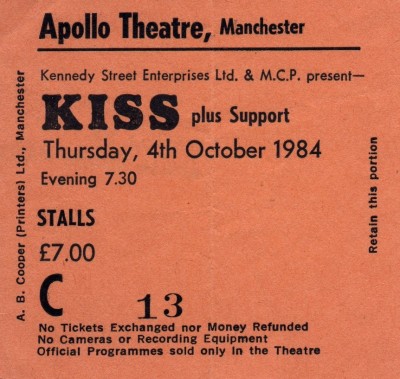 Apollo Theatre, Manchester
Kennedy Street Enterprises Ltd. & M.C.P. present—
KISS plus Support
Thursday, 4th October 1984
Evening 7.30
STALLS
£7.00
C 13
No Tickets Exchanged nor Money Refunded
No Cameras or Recording Equipment
Official Programmes sold only in the Theatre
A. B. Cooper (Printers) Ltd., Manchester
Retain this portion